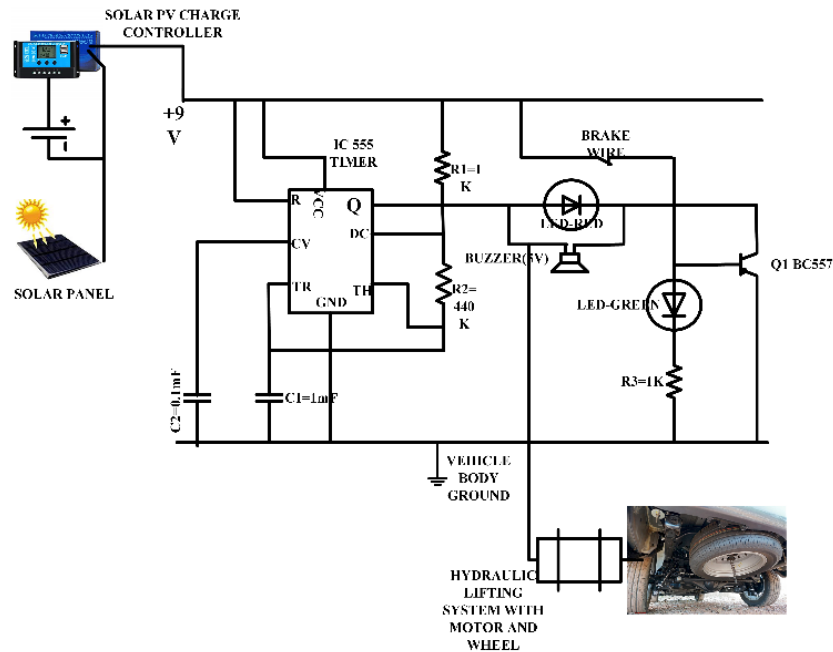 SOLAR PV CHARGE
CONTROLLER
+
-
+9
V
SOLAR PANEL
IC 555
TIMER
R
VCC
Q
CV
DC
TR
GND
TH
R1=1
K
R2=
440
K
C2=0.1mF
C1=1mF
BRAKE
WIRE
LED-RED
BUZZER(5V)
Q1 BC557
LED-GREEN
R3=1K
VEHICLE
BODY
GROUND
HYDRAULIC
LIFTING
SYSTEM WITH
MOTOR AND
WHEEL